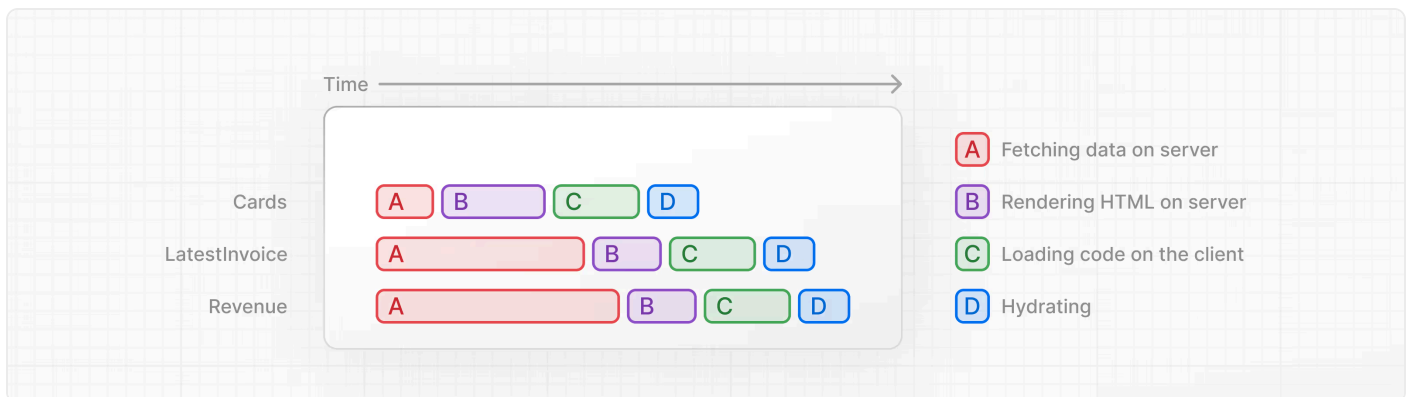 Time
A Fetching data on server
Cards A B C D B Rendering HTML on server
LatestInvoice A B C D C Loading code on the client
Revenue A B C D D Hydrating